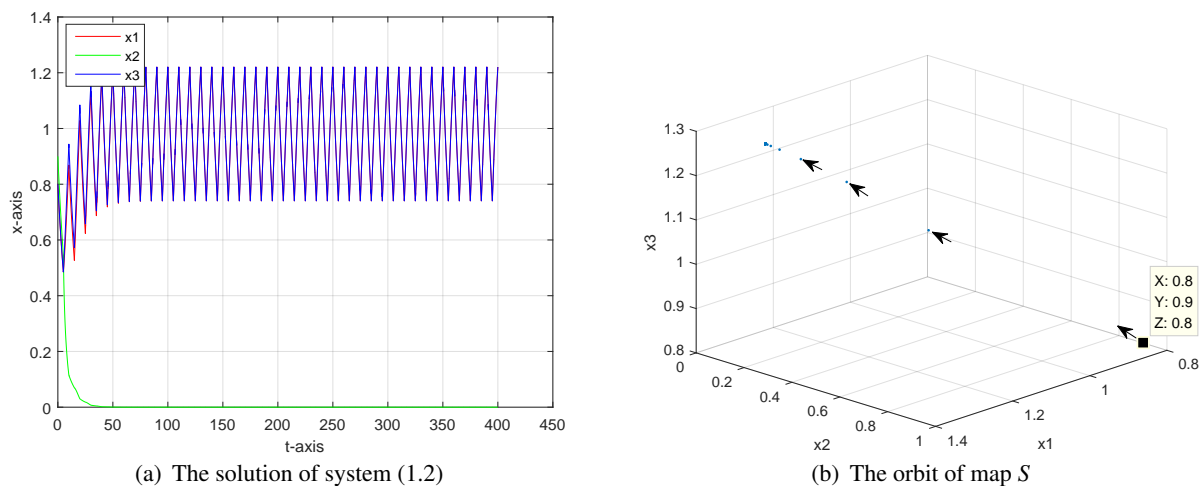 1.4
1.2
1
0.8
0.6
0.4
0.2
0
x-axis
x1
x2
x3
0 50 100 150 200 250 300 350 400 450
t-axis
(a) The solution of system (1.2)
1.3
1.2
1.1
1
0.9
0.8
x3
0 0.2 0.4 0.6 0.8 1
x2
1.4 1.2 1 0.8
x1
X: 0.8
Y: 0.9
Z: 0.8
(b) The orbit of map S